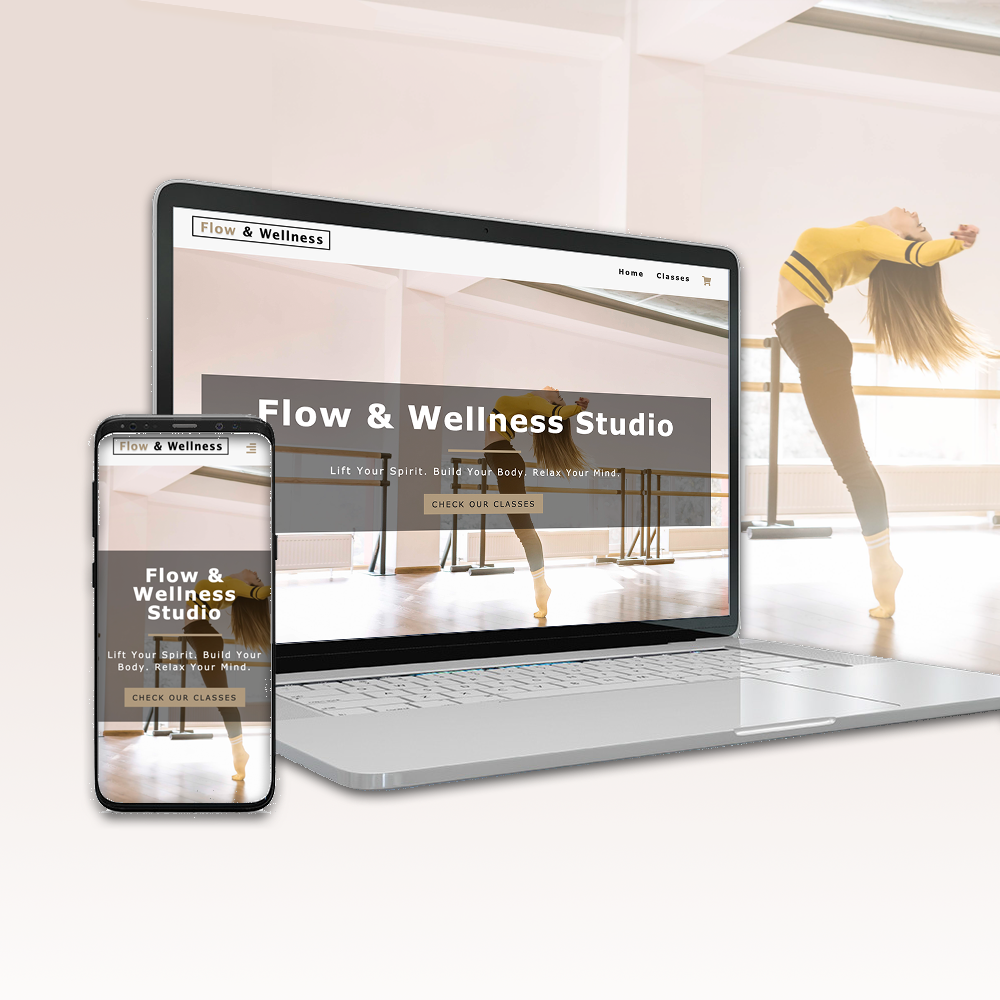 Flow & Wellness
Home Classes
Flow & Wellness Studio
Lift Your Spirit. Build Your Body. Relax Your Mind.
CHECK OUR CLASSES
Flow & Wellness
Flow &
Wellness
Studio
Lift Your Spirit. Build Your
Body. Relax Your Mind.
CHECK OUR CLASSES